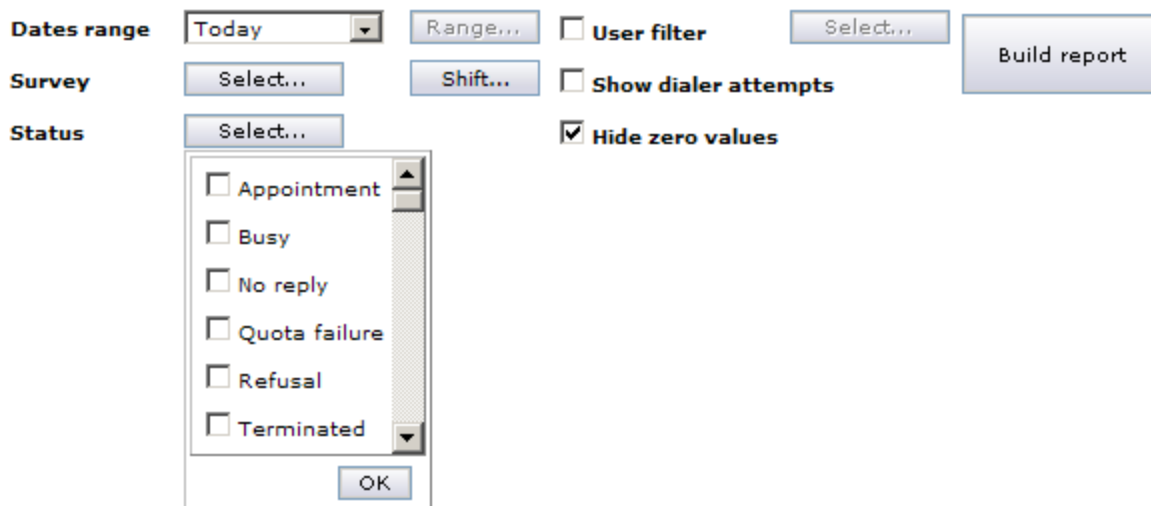 Dates range Today Range... User filter Select... Build report
Survey Select... Shift... Show dialer attempts
Status Select... Hide zero values
Appointment
Busy
No reply
Quota failure
Refusal
Terminated
OK